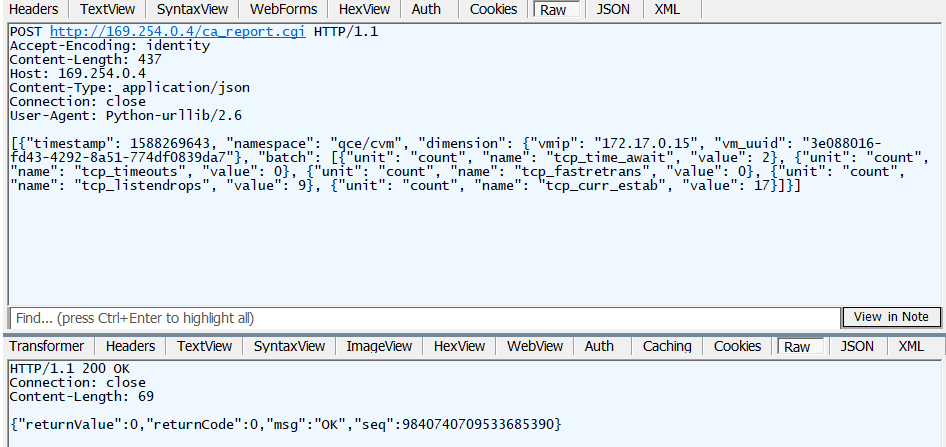 Headers TextView SyntaxView WebForms HexView Auth Cookies Raw JSON XML
POST http://169.254.0.4/ca_report.cgi HTTP/1.1
Accept-Encoding: identity
Content-Length: 437
Host: 169.254.0.4
Content-Type: application/json
Connection: close
User-Agent: Python-urllib/2.6
[{"timestamp": 1588269643, "namespace": "qce/cvm", "dimension": {"vmip": "172.17.0.15", "vm_uuid": "3e088016-
fd43-4292-8a51-774df0839da7"}, "batch": [{"unit": "count", "name": "tcp_time_await", "value": 2}, {"unit": "count",
"name": "tcp_timeouts", "value": 0}, {"unit": "count", "name": "tcp_fastretrans", "value": 0}, {"unit": "count",
"name": "tcp_listendrops", "value": 9}, {"unit": "count", "name": "tcp_curr_estab", "value": 17}]}]
Find... (press Ctrl+Enter to highlight all) View in Note
Transformer Headers TextView SyntaxView ImageView HexView WebView Auth Caching Cookies Raw JSON XML
HTTP/1.1 200 OK
Connection: close
Content-Length: 69
{"returnValue":0,"returnCode":0,"msg":"OK","seq":9840740709533685390}